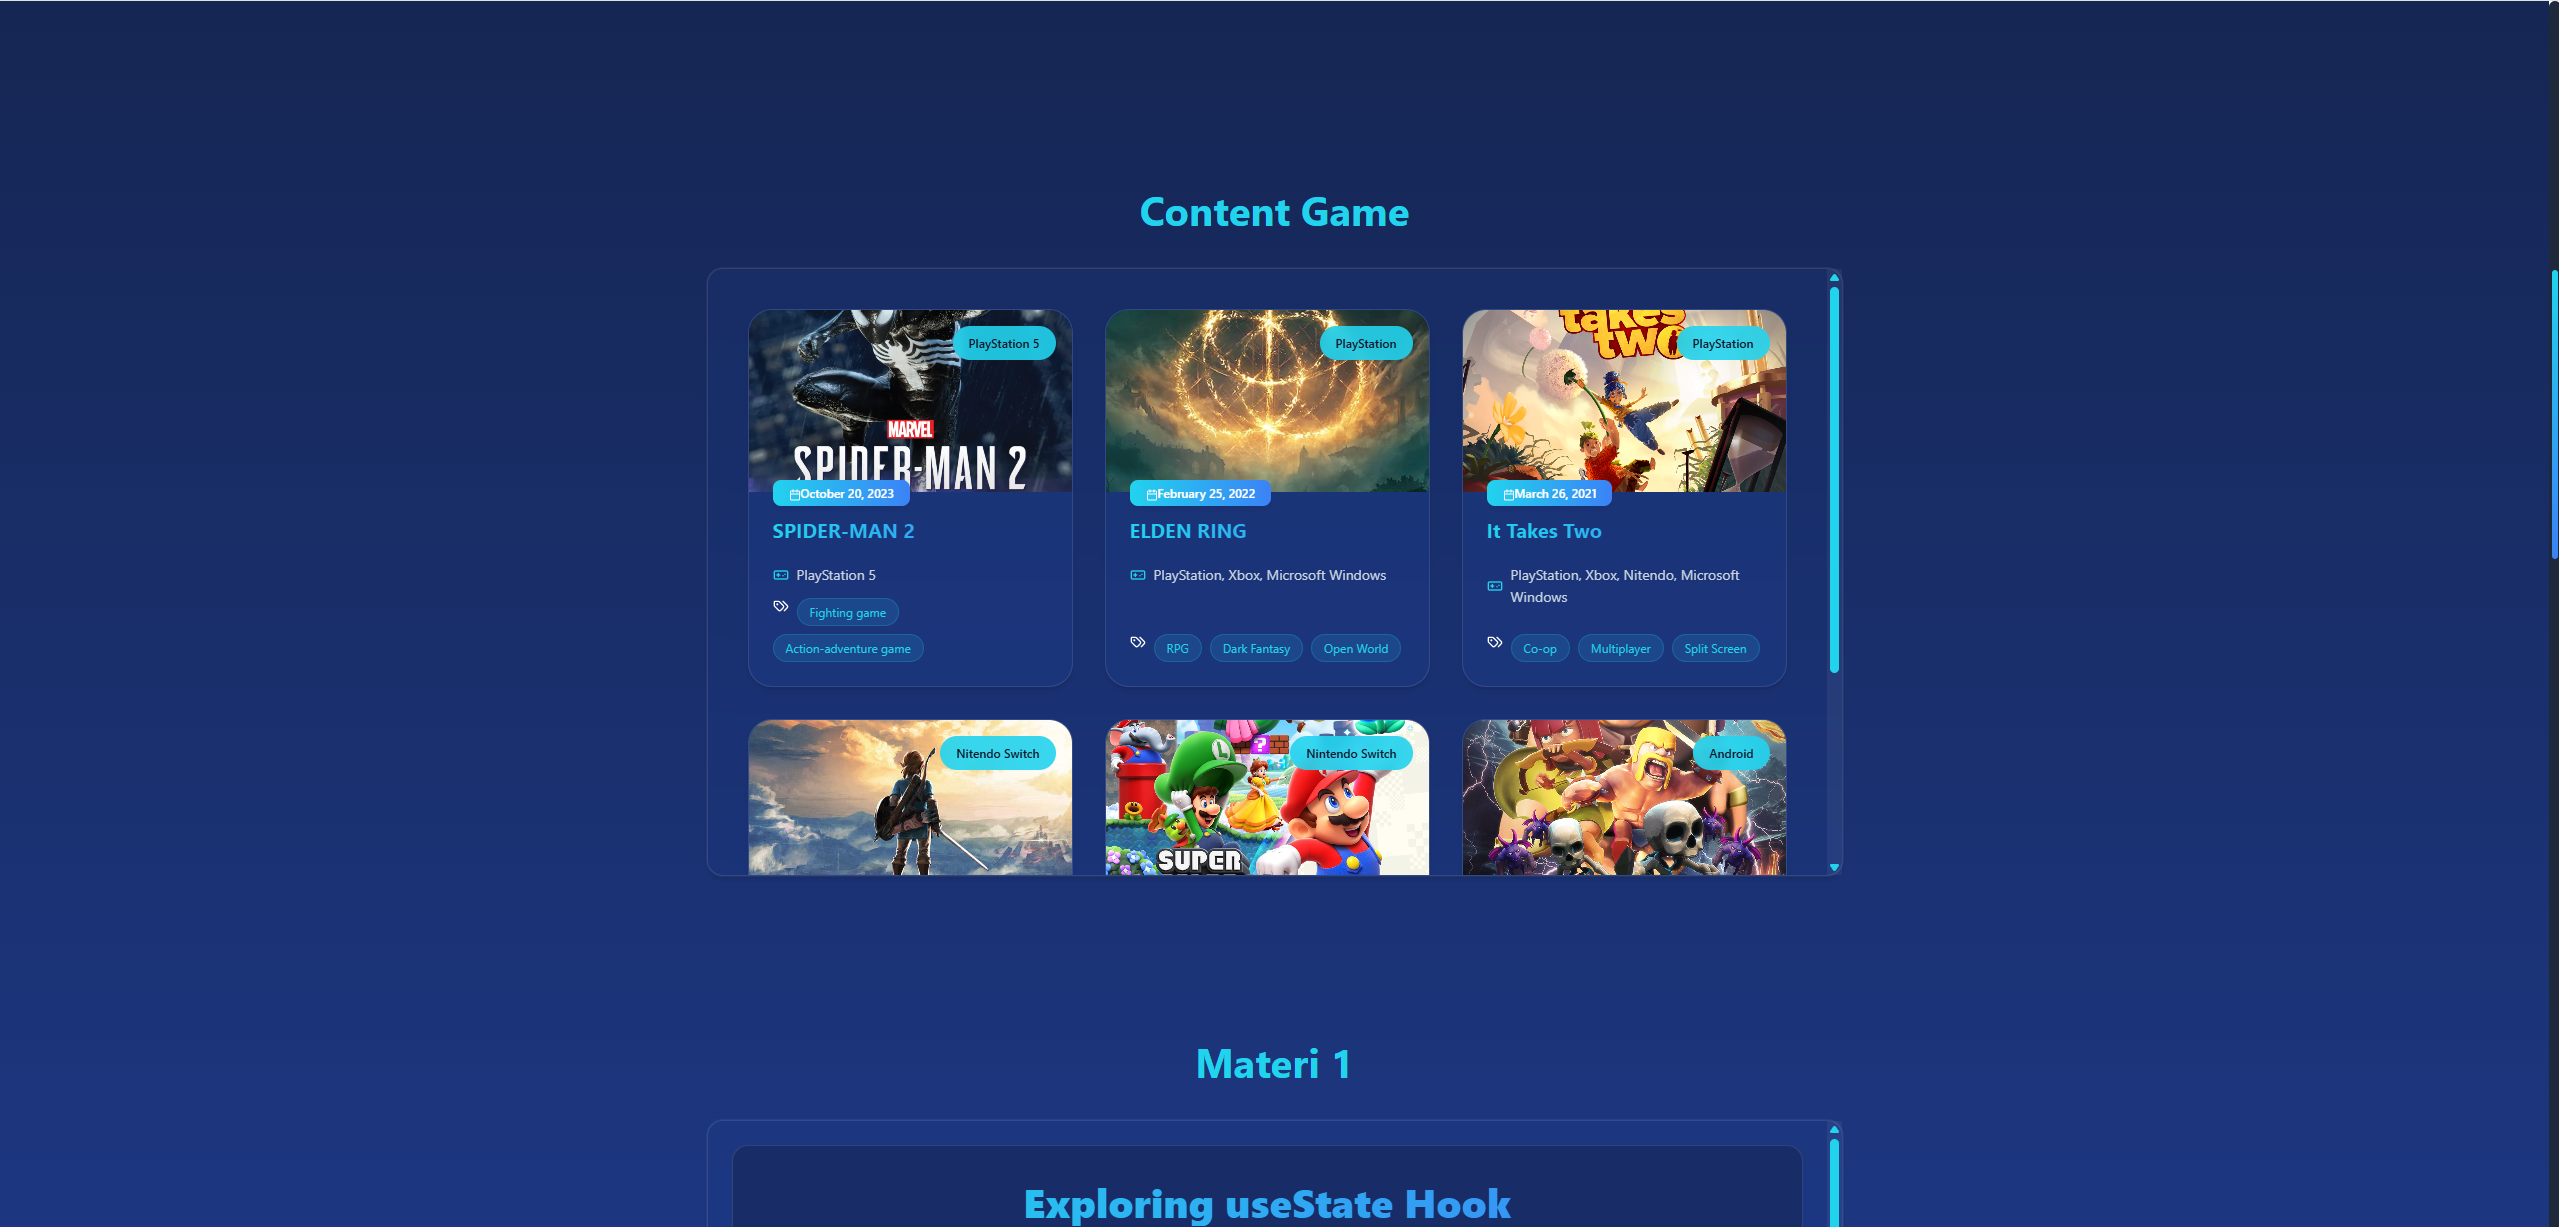 Content Game
PlayStation 5
MARVEL
SPIDER-MAN 2
October 20, 2023
SPIDER-MAN 2
PlayStation 5
Fighting game
Action-adventure game
PlayStation
February 25, 2022
ELDEN RING
PlayStation, Xbox, Microsoft Windows
RPG Dark Fantasy Open World
takes
two
PlayStation
March 26, 2021
It Takes Two
PlayStation, Xbox, Nitendo, Microsoft
Windows
Co-op Multiplayer Split Screen
Nitendo Switch
L
?
Nintendo Switch
SUPER
Android
Materi 1
Exploring useState Hook